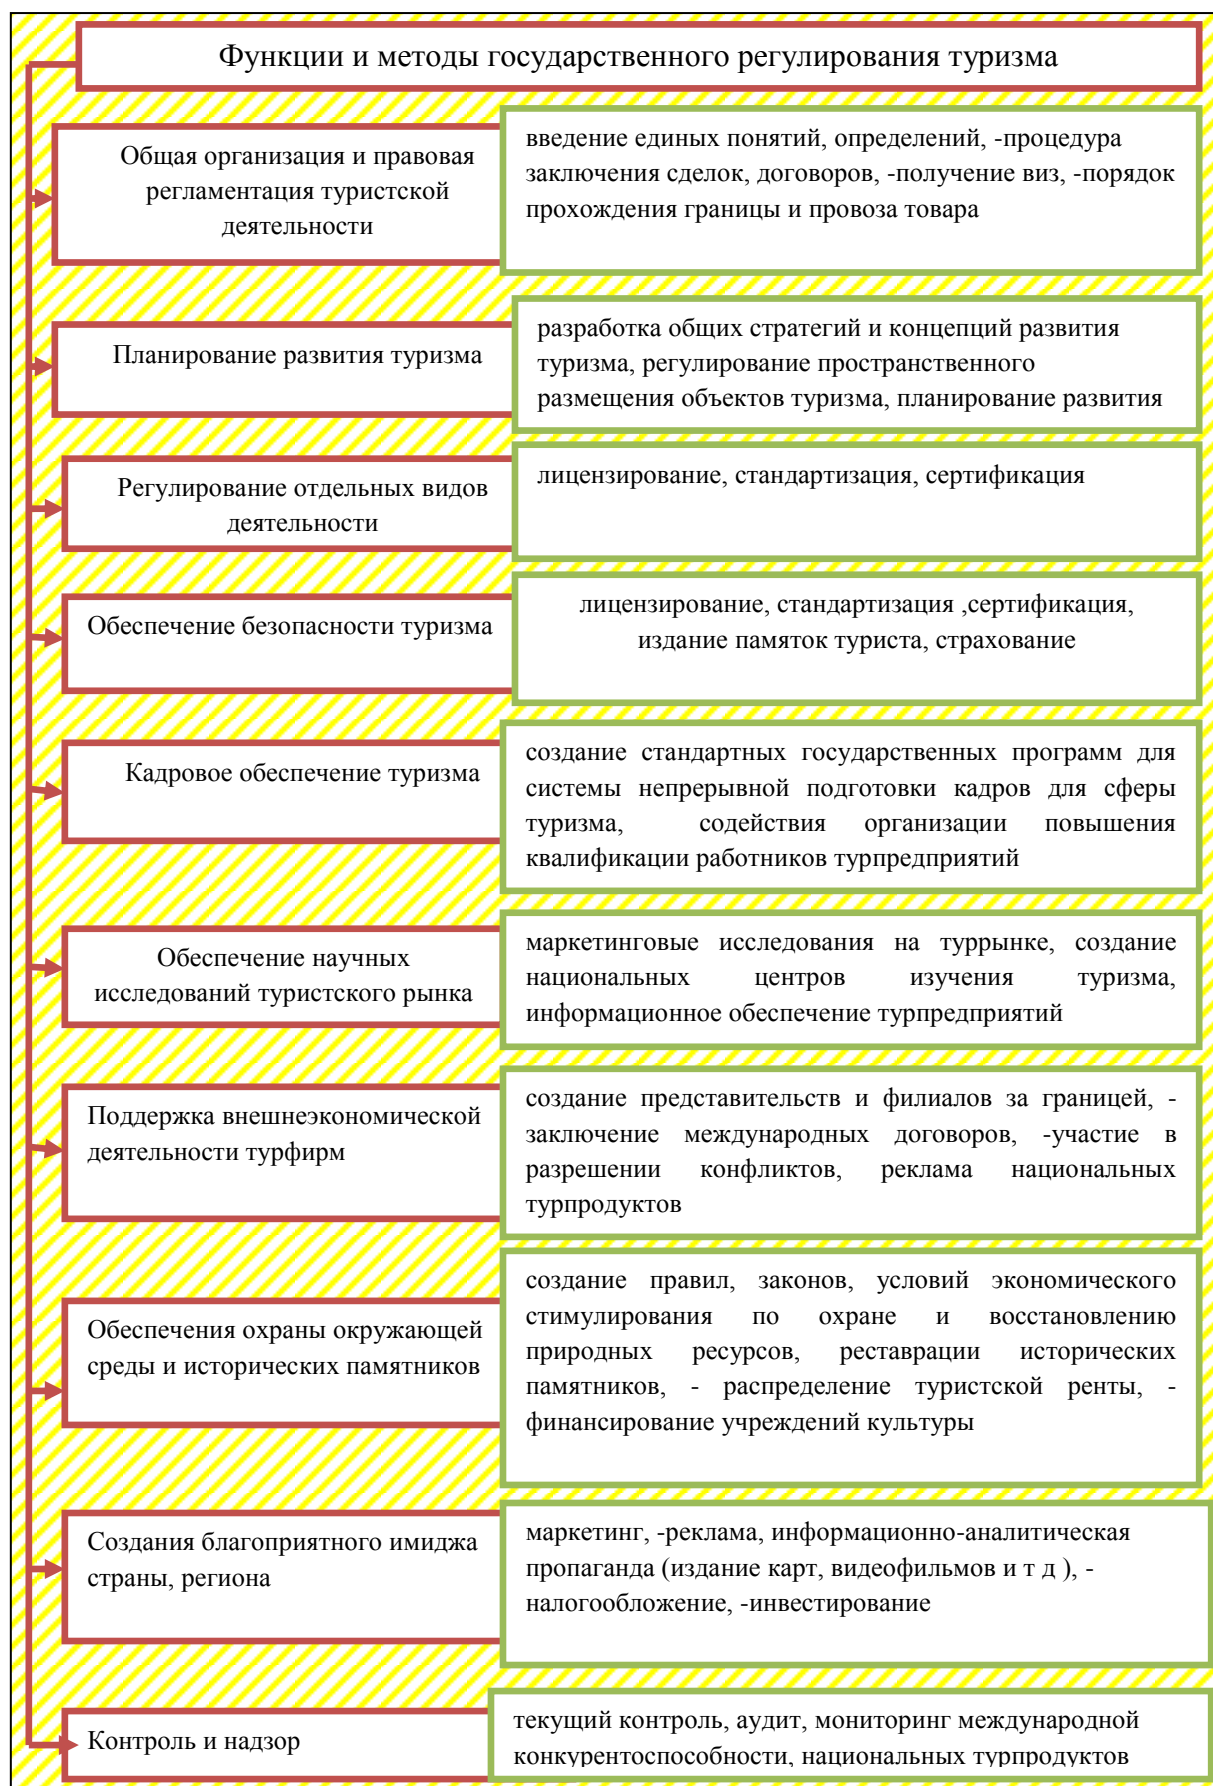 Функции и методы государственного регулирования туризма
Общая организация и правовая
регламентация туристской
деятельности
введение единых понятий, определений, -процедура
заключения сделок, договоров, -получение виз, -порядок
прохождения границы и провоза товара
Планирование развития туризма
разработка общих стратегий и концепций развития
туризма, регулирование пространственного
размещения объектов туризма, планирование развития
Регулирование отдельных видов
деятельности
лицензирование, стандартизация, сертификация
Обеспечение безопасности туризма
лицензирование, стандартизация ,сертификация,
издание памяток туриста, страхование
Кадровое обеспечение туризма
создание стандартных государственных программ для
системы непрерывной подготовки кадров для сферы
туризма, содействия организации повышения
квалификации работников турпредприятий
Обеспечение научных
исследований туристского рынка
маркетинговые исследования на туррынке, создание
национальных центров изучения туризма,
информационное обеспечение турпредприятий
Поддержка внешнеэкономической
деятельности турфирм
создание представительств и филиалов за границей, -
заключение международных договоров, -участие в
разрешении конфликтов, реклама национальных
турпродуктов
Обеспечения охраны окружающей
среды и исторических памятников
создание правил, законов, условий экономического
стимулирования по охране и восстановлению
природных ресурсов, реставрации исторических
памятников, - распределение туристской ренты, -
финансирование учреждений культуры
Создания благоприятного имиджа
страны, региона
маркетинг, -реклама, информационно-аналитическая
пропаганда (издание карт, видеофильмов и т д ), -
налогообложение, -инвестирование
Контроль и надзор
текущий контроль, аудит, мониторинг международной
конкурентоспособности, национальных турпродуктов